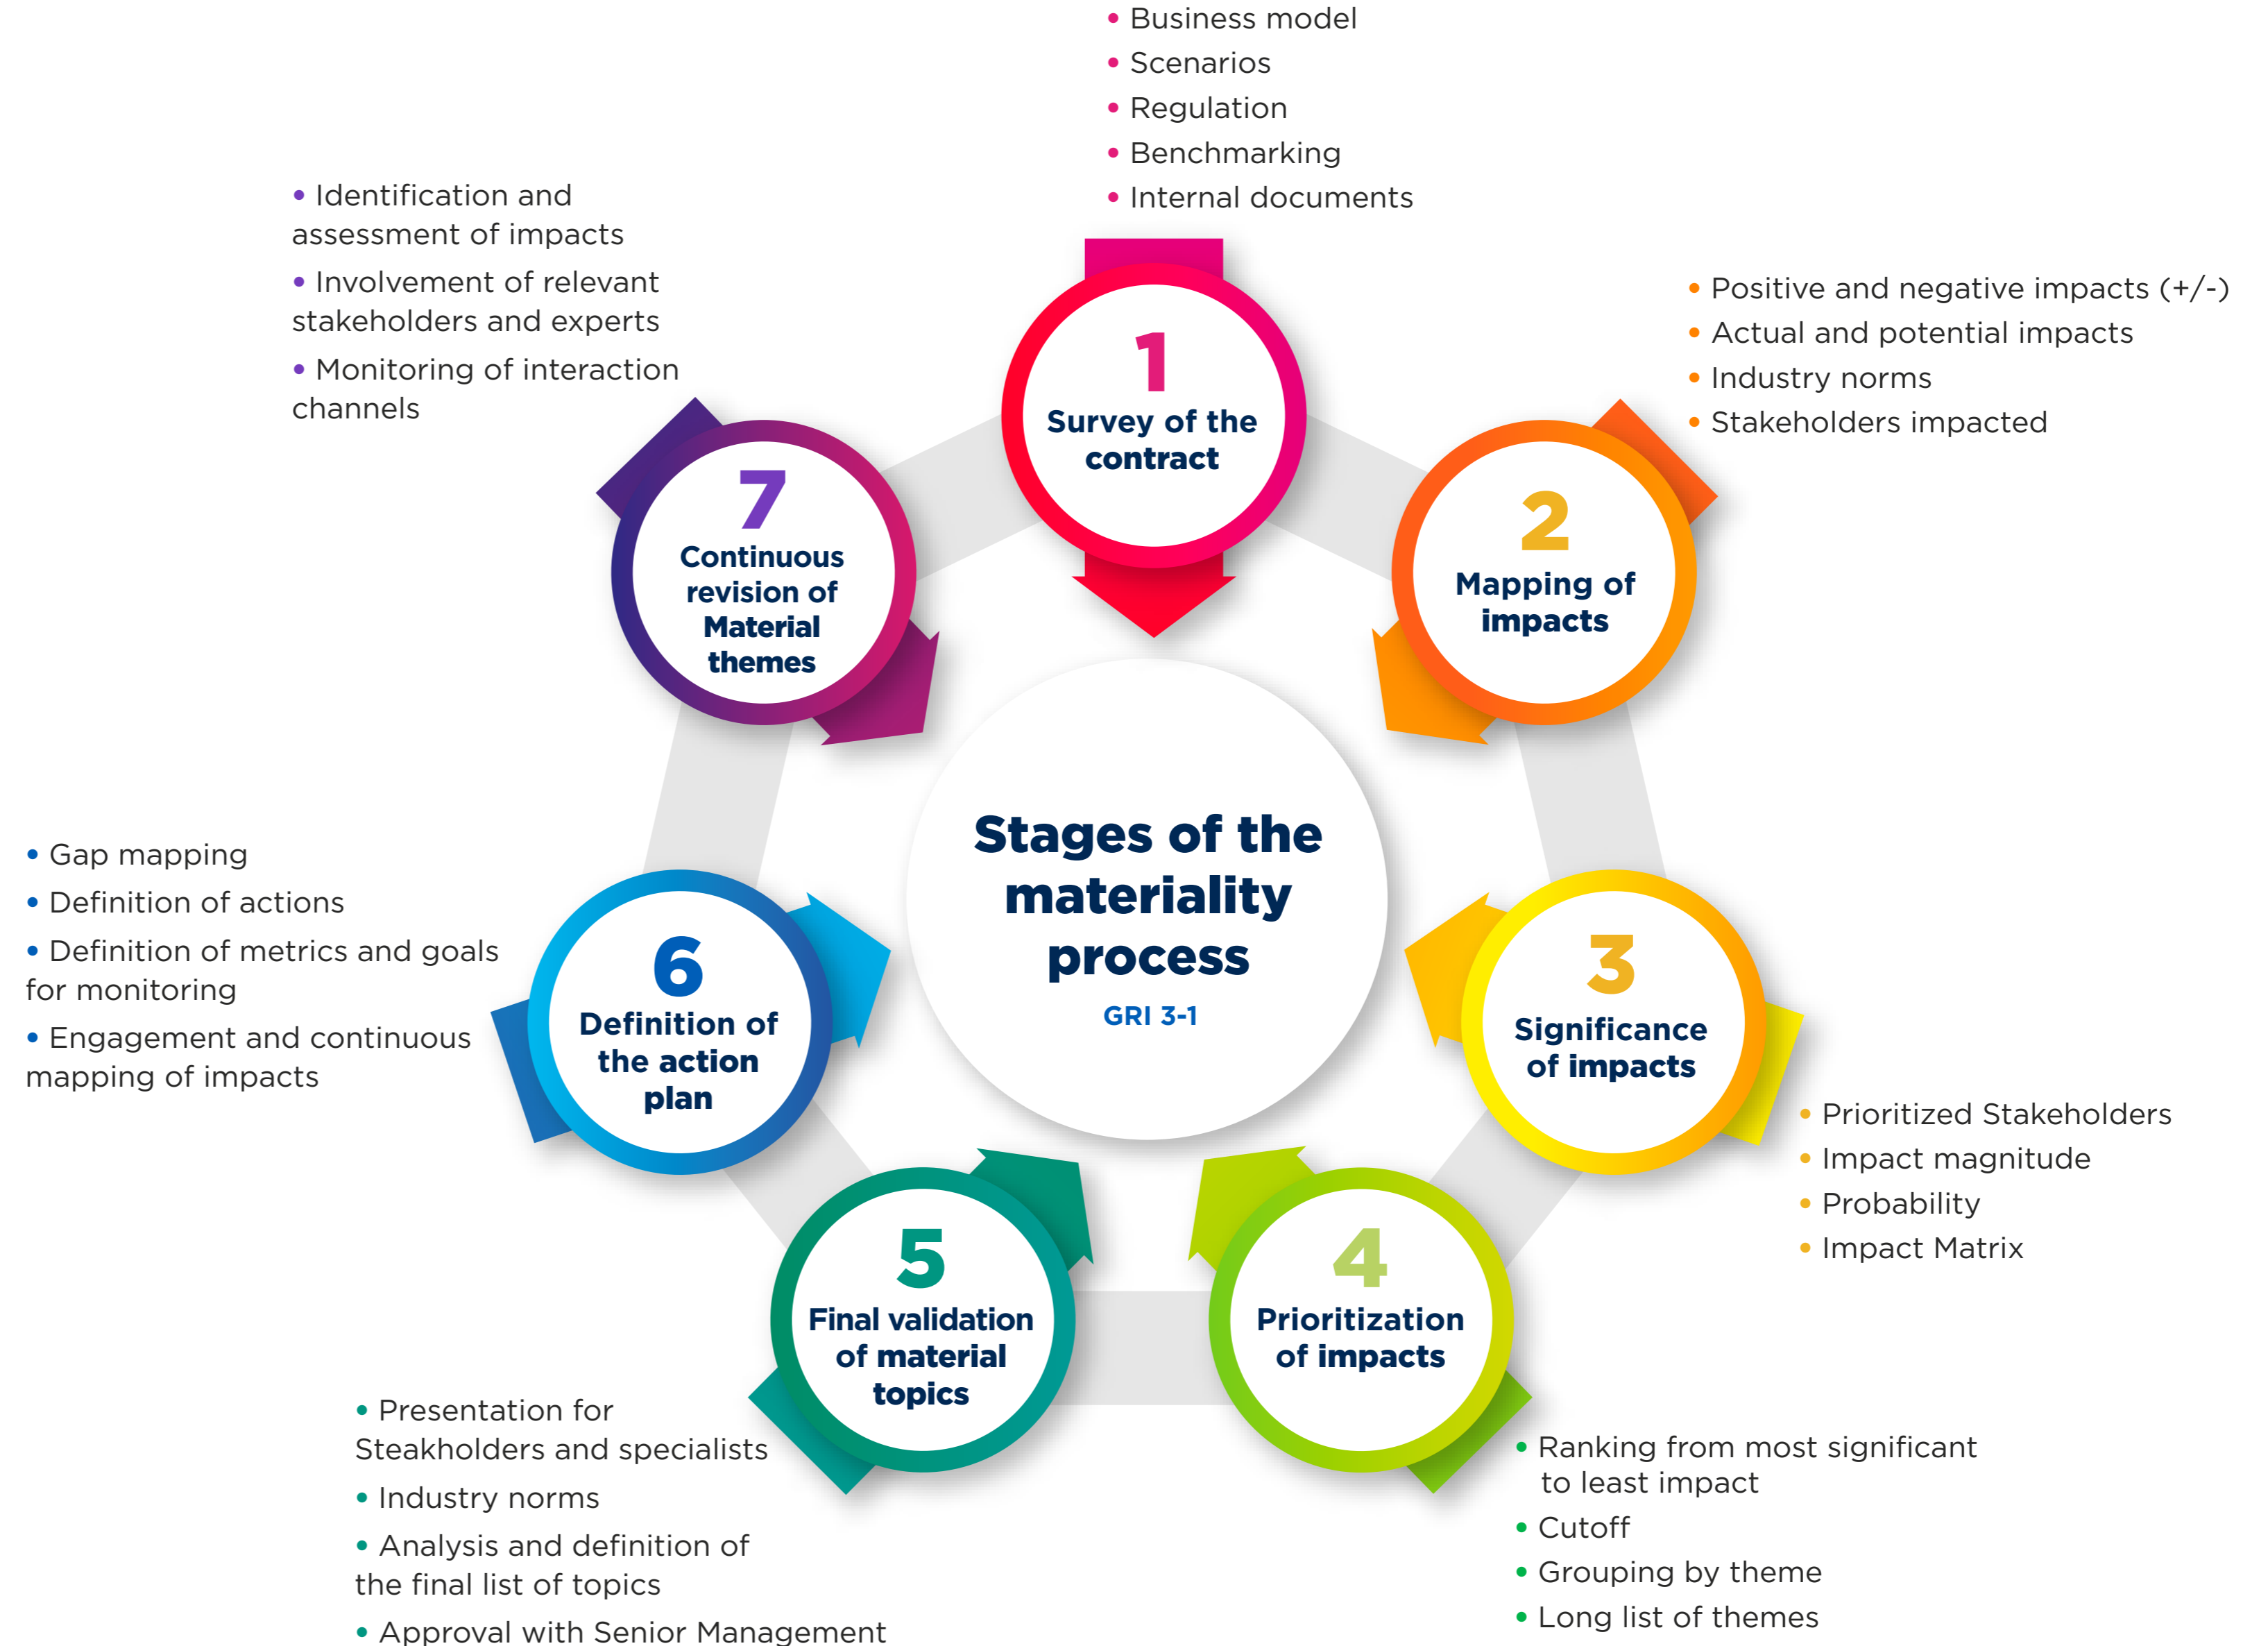 • Business model
• Scenarios
• Regulation
• Benchmarking
• Internal documents
1
Survey of the
contract
• Positive and negative impacts (+/-)
• Actual and potential impacts
• Industry norms
• Stakeholders impacted
2
Mapping of
impacts
3
Significance
of impacts
• Prioritized Stakeholders
• Impact magnitude
• Probability
• Impact Matrix
4
Prioritization
of impacts
• Ranking from most significant
to least impact
• Cutoff
• Grouping by theme
• Long list of themes
5
Final validation
of material
topics
• Presentation for
Steakholders and specialists
• Industry norms
• Analysis and definition of
the final list of topics
• Approval with Senior Management
6
Definition of
the action
plan
• Gap mapping
• Definition of actions
• Definition of metrics and goals
for monitoring
• Engagement and continuous
mapping of impacts
7
Continuous
revision of
Material
themes
• Identification and
assessment of impacts
• Involvement of relevant
stakeholders and experts
• Monitoring of interaction
channels
Stages of the
materiality
process
GRI 3-1